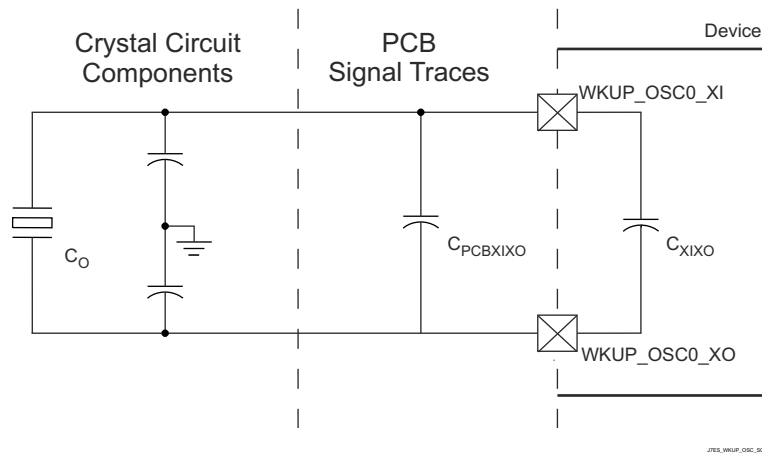 Crystal Circuit
Components
PCB
Signal Traces
Device
WKUP_OSC0_XI
CO
CPCBXIXO
CXIXO
WKUP_OSC0_XO